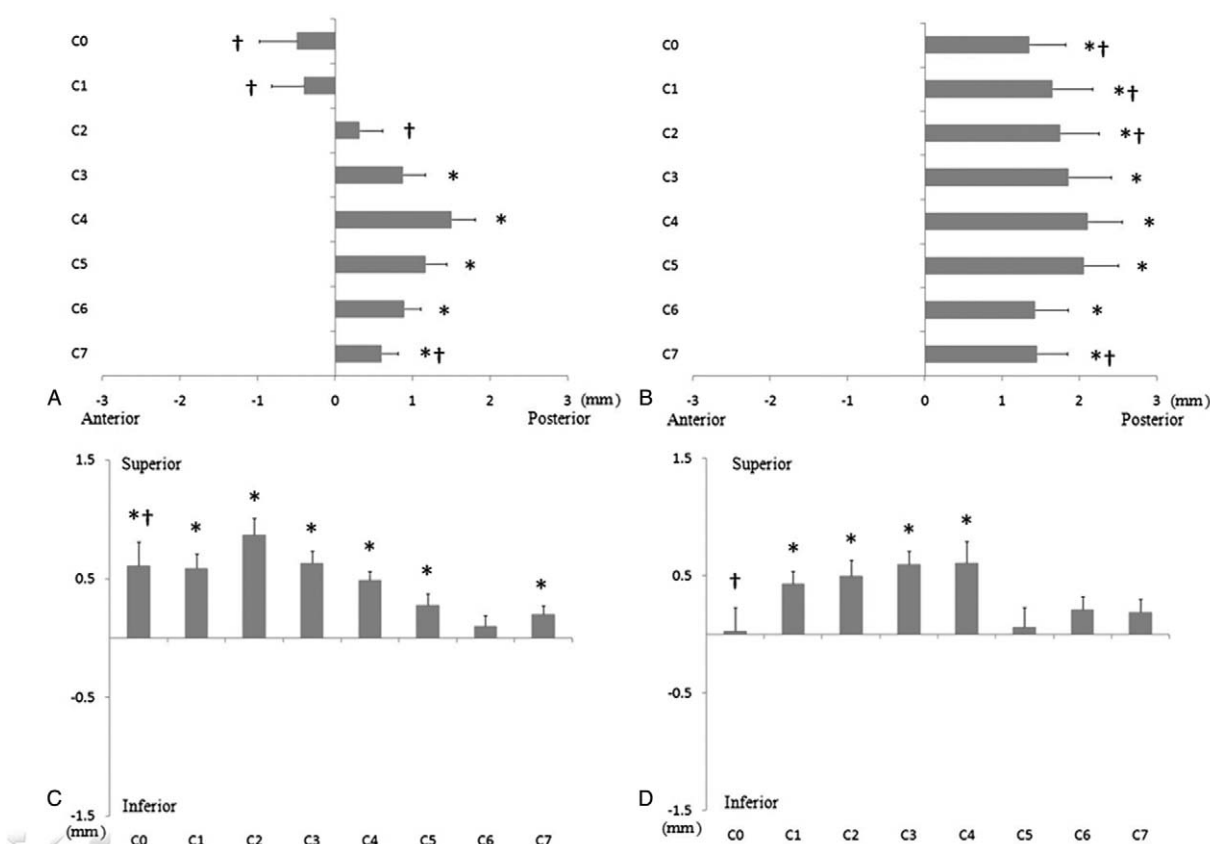 C0 †
C1 †
C2 †
C3 *
C4 *
C5 *
C6 *
C7 *†
-3 -2 -1 0 1 2 3 (mm)
A Anterior Posterior
C0 *†
C1 *†
C2 *†
C3 *
C4 *
C5 *
C6 *
C7 *†
-3 -2 -1 0 1 2 3 (mm)
B Anterior Posterior
1.5 Superior
*† * * * * * *
0.5
-0.5
C Inferior
-1.5
(mm) C0 C1 C2 C3 C4 C5 C6 C7
1.5 Superior
† * * * *
0.5
-0.5
D Inferior
-1.5
(mm) C0 C1 C2 C3 C4 C5 C6 C7